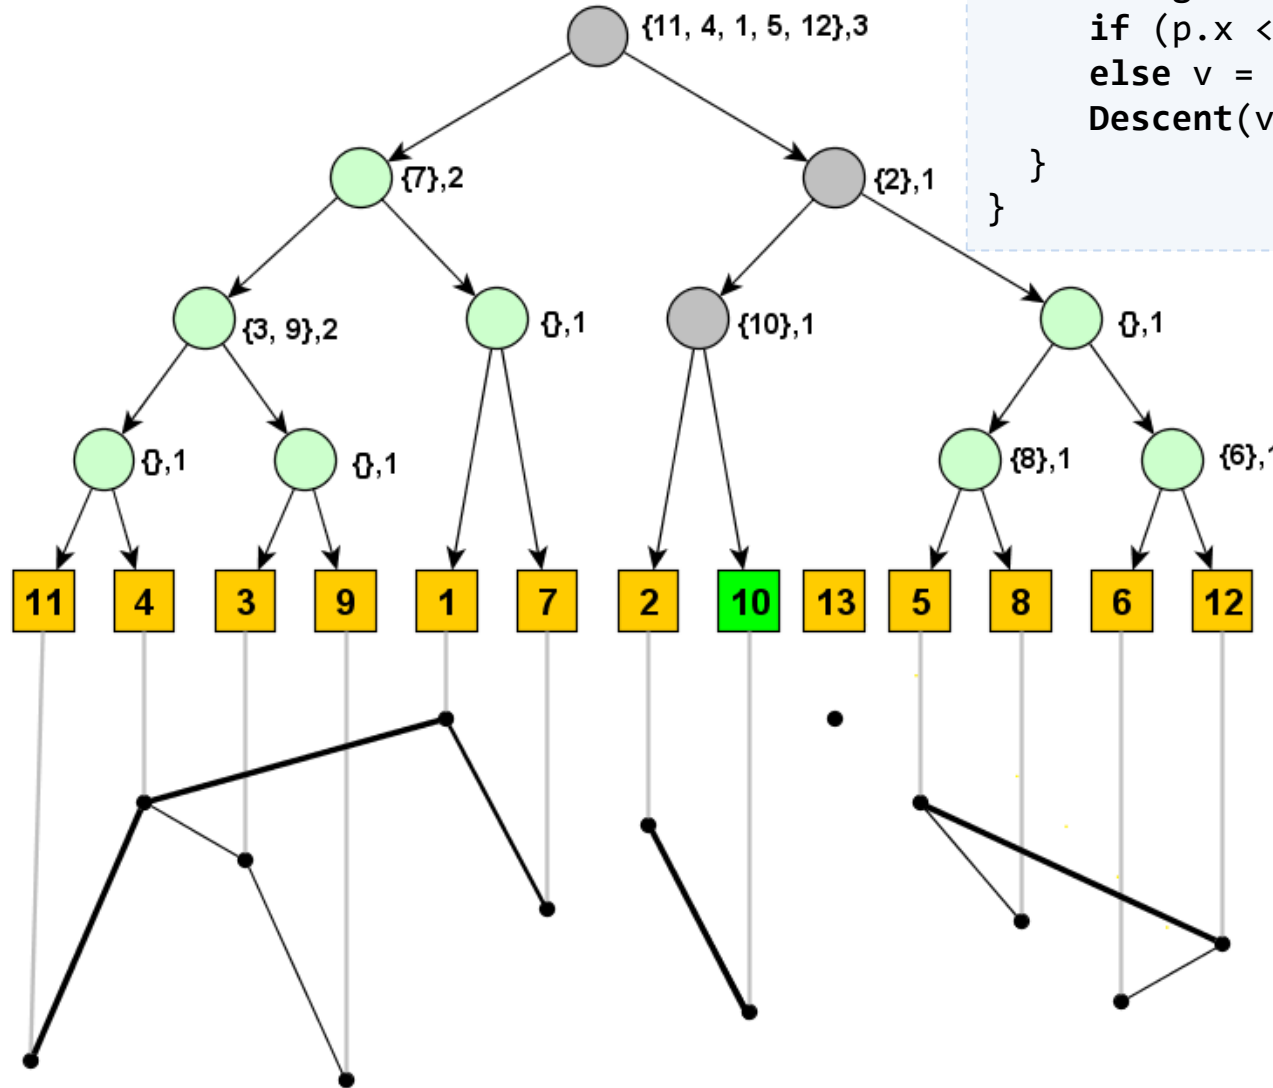 if (p.x <
else v =
Descent(v
}
}
{11, 4, 1, 5, 12},3
{7},2
{2},1
{3, 9},2
{},1
{10},1
{},1
{},1
{},1
{8},1
{6},1
11 4 3 9 1 7 2 10 13 5 8 6 12